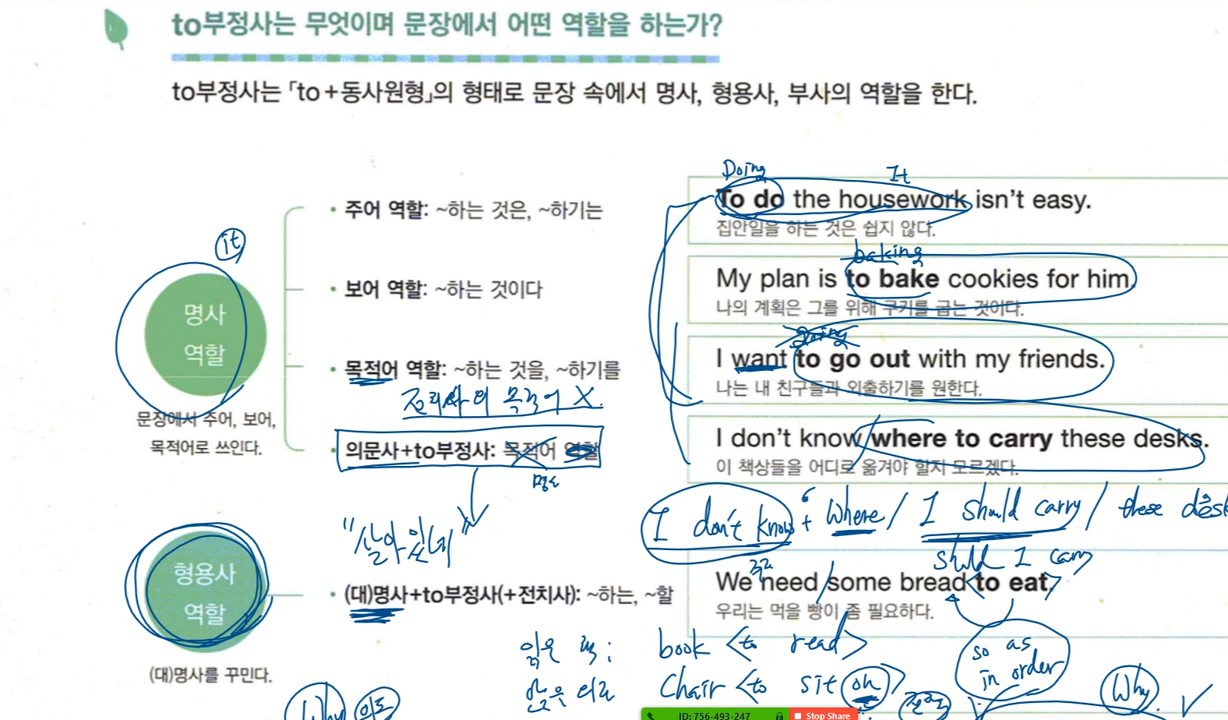 to부정사는 무엇이며 문장에서 어떤 역할을 하는가?
to부정사는 「to+동사원형」의 형태로 문장 속에서 명사, 형용사, 부사의 역할을 한다.
it
명사
역할
문장에서 주어, 보어,
목적어로 쓰인다.
• 주어 역할: ~하는 것은, ~하기는
Doing It
To do the housework isn't easy.
집안일을 하는 것은 쉽지 않다.
• 보어 역할: ~하는 것이다
baking
My plan is to bake cookies for him.
나의 계획은 그를 위해 쿠키를 굽는 것이다.
• 목적어 역할: ~하는 것을, ~하기를
전치사의 목적어 X
going
I want to go out with my friends.
나는 내 친구들과 외출하기를 원한다.
• 의문사+to부정사: 목적어 역할
명소
I don't know where to carry these desks.
이 책상들을 어디로 옮겨야 할지 모르겠다.
I don't know + where / I should carry / these desk
"살아있네"
should I carry
형용사
역할
(대)명사를 꾸민다.
• (대)명사+to부정사(+전치사): ~하는, ~할
We need some bread to eat.
우리는 먹을 빵이 좀 필요하다.
읽을 책; book <to read>
앉을 의자 Chair <to sit on>
so as
in order
Why
Why
ID: 756-493-247 Stop Share